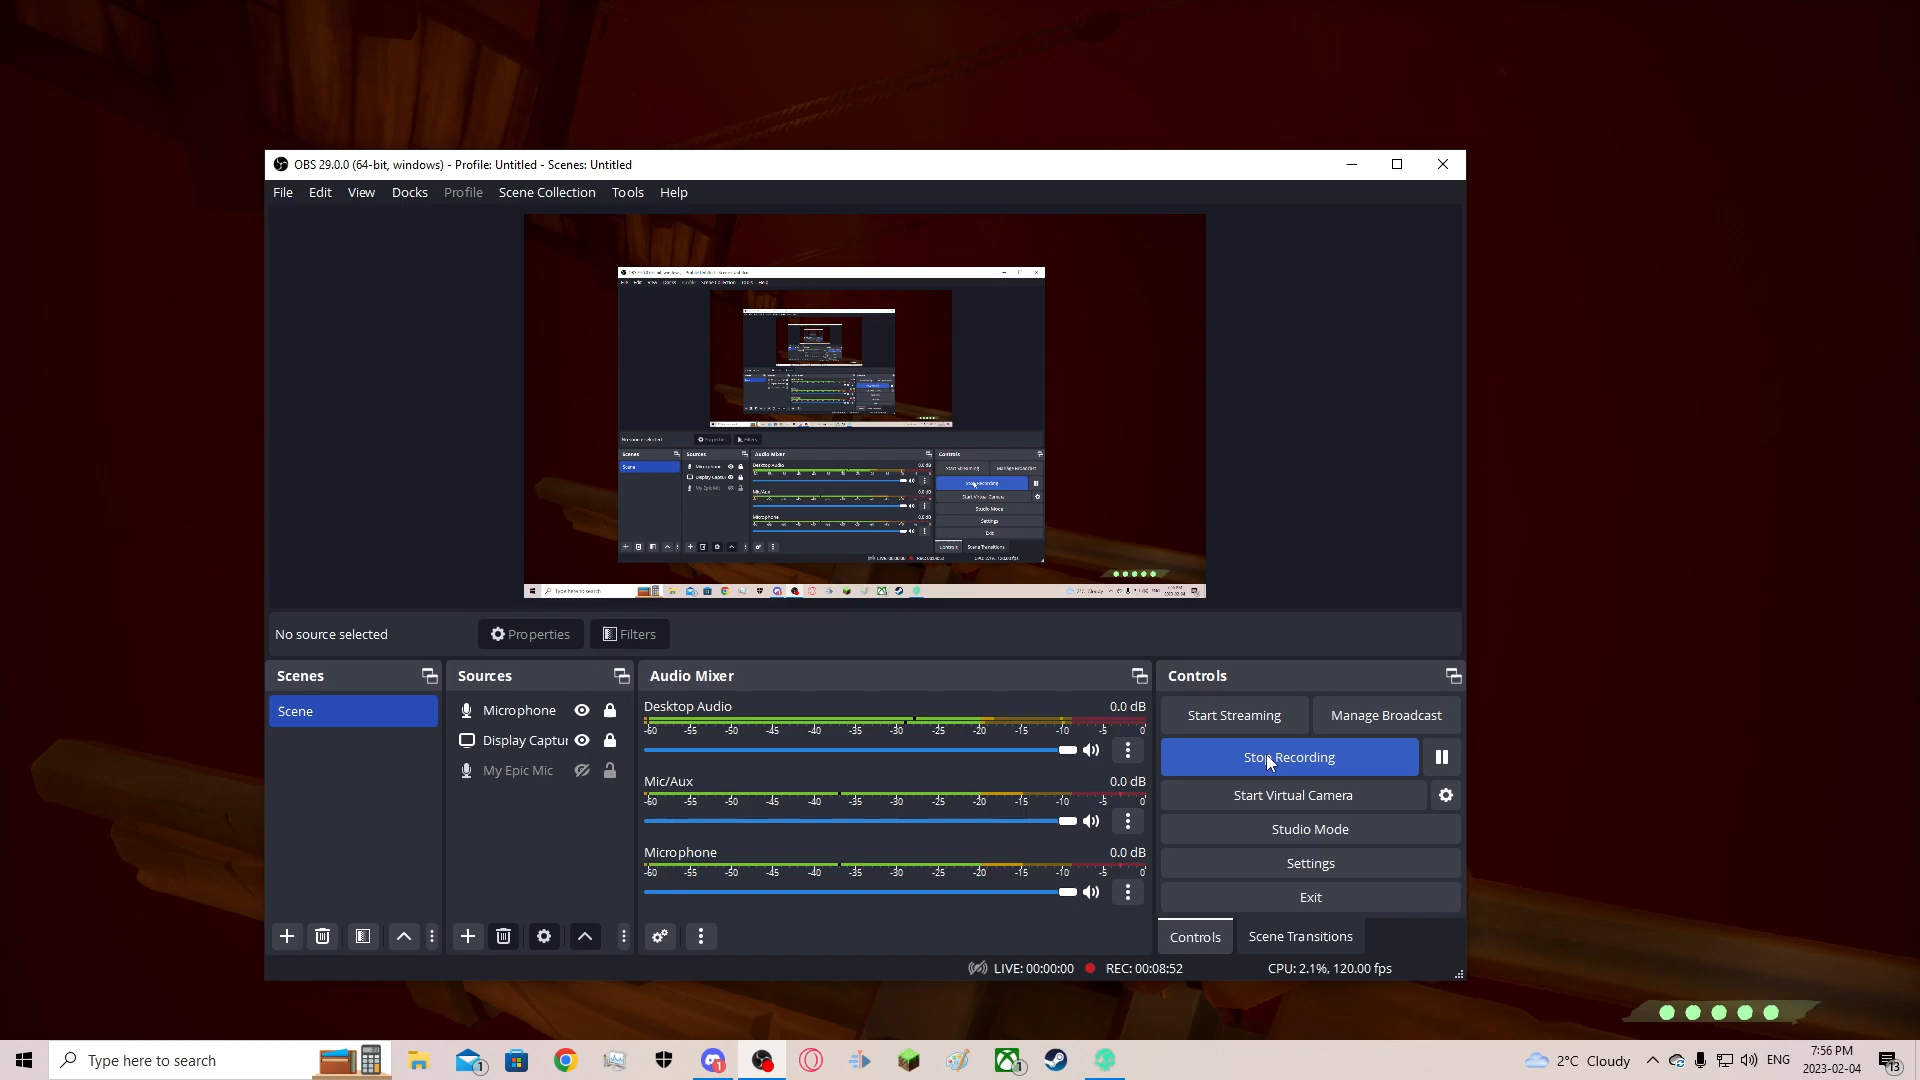 OBS 29.0.0 (64-bit, windows) - Profile: Untitled - Scenes: Untitled
File Edit View Docks Profile Scene Collection Tools Help
No source selected Properties Filters
Scenes
Scene
Sources
Microphone
Display Captur
My Epic Mic
Audio Mixer
Desktop Audio 0.0 dB
-60 -55 -50 -45 -40 -35 -30 -25 -20 -15 -10 -5 0
Mic/Aux 0.0 dB
-60 -55 -50 -45 -40 -35 -30 -25 -20 -15 -10 -5 0
Microphone 0.0 dB
-60 -55 -50 -45 -40 -35 -30 -25 -20 -15 -10 -5 0
Controls
Start Streaming Manage Broadcast
Stop Recording
Start Virtual Camera
Studio Mode
Settings
Exit
Controls Scene Transitions
LIVE: 00:00:00 REC: 00:08:52 CPU: 2.1%, 120.00 fps
Type here to search
1
1
1
2°C Cloudy
ENG
7:56 PM
2023-02-04
13